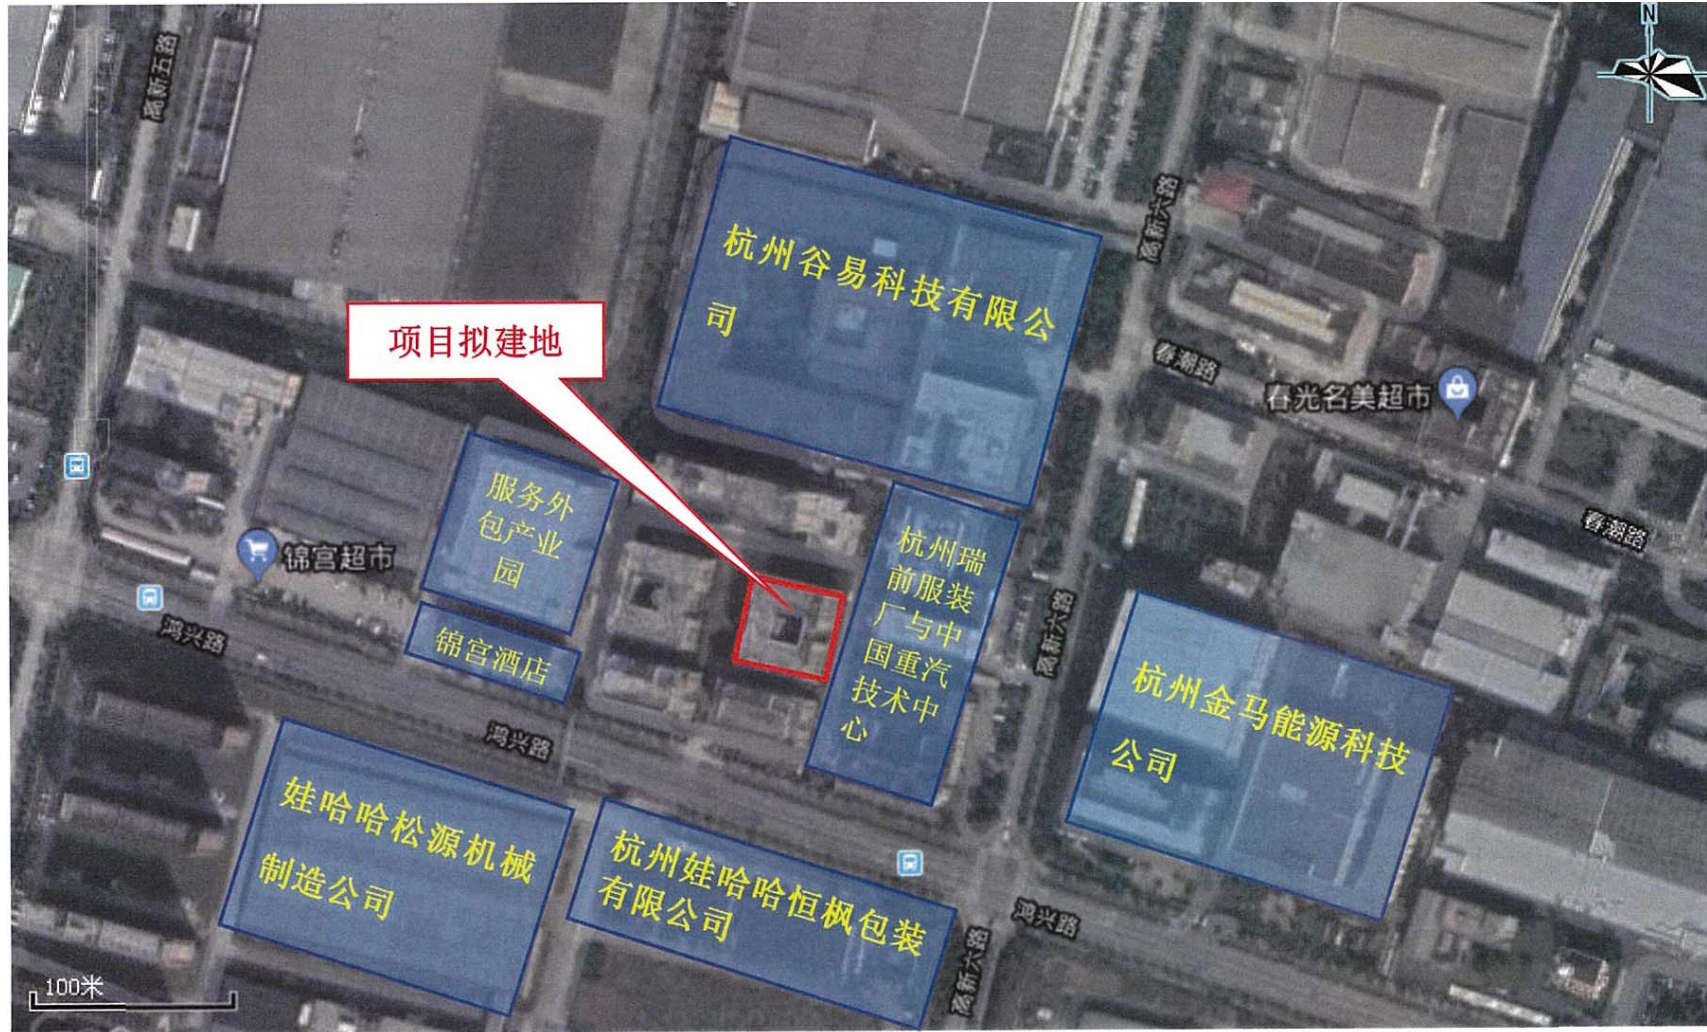 N
高新五路
高新六路
杭州谷易科技有限公
司
项目拟建地
春潮路
春光名美超市
服务外
包产业
园
杭州瑞
前服装
厂与中
国重汽
技术中
心
春潮路
锦宫超市
锦宫酒店
鸿兴路
高新六路
杭州金马能源科技
公司
鸿兴路
娃哈哈松源机械
制造公司
杭州娃哈哈恒枫包装
有限公司
鸿兴路
高新六路
100米